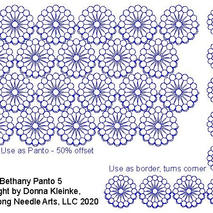 Use as Panto - 50% offset
Use as border, turns corner
Bethany Panto 5
ght by Donna Kleinke,
ong Needle Arts, LLC 2020